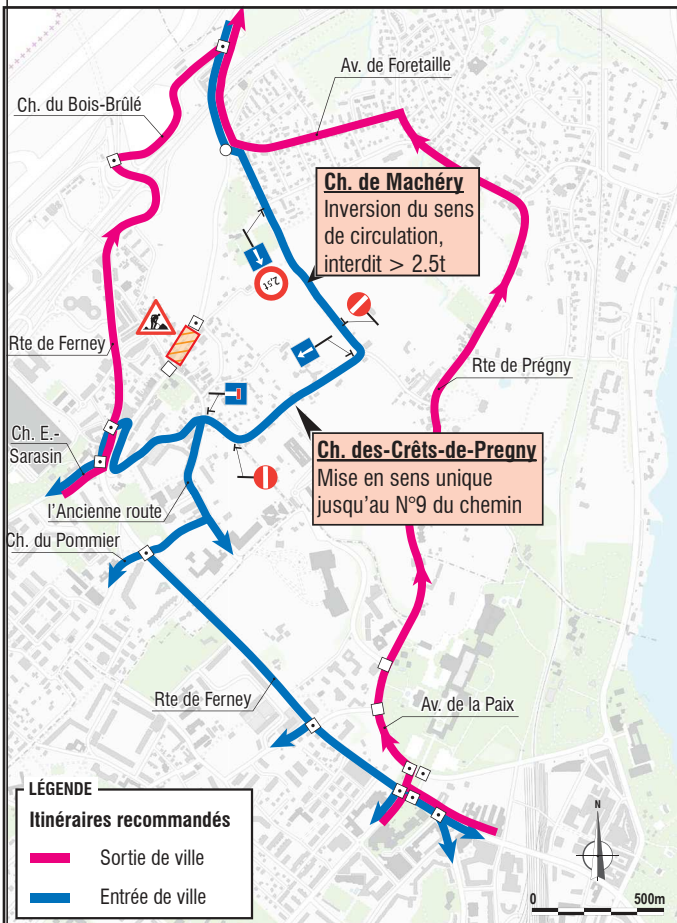 Av. de Foretaille
Ch. du Bois-Brûlé
Ch. de Machéry
Inversion du sens
de circulation,
interdit > 2.5t
2,5t
Rte de Ferney
Rte de Prégny
Ch. E.-
Sarasin
Ch. des-Crêts-de-Pregny
Mise en sens unique
jusqu'au N°9 du chemin
l'Ancienne route
Ch. du Pommier
Rte de Ferney
Av. de la Paix
LÉGENDE
Itinéraires recommandés
Sortie de ville
Entrée de ville
N
0 500m